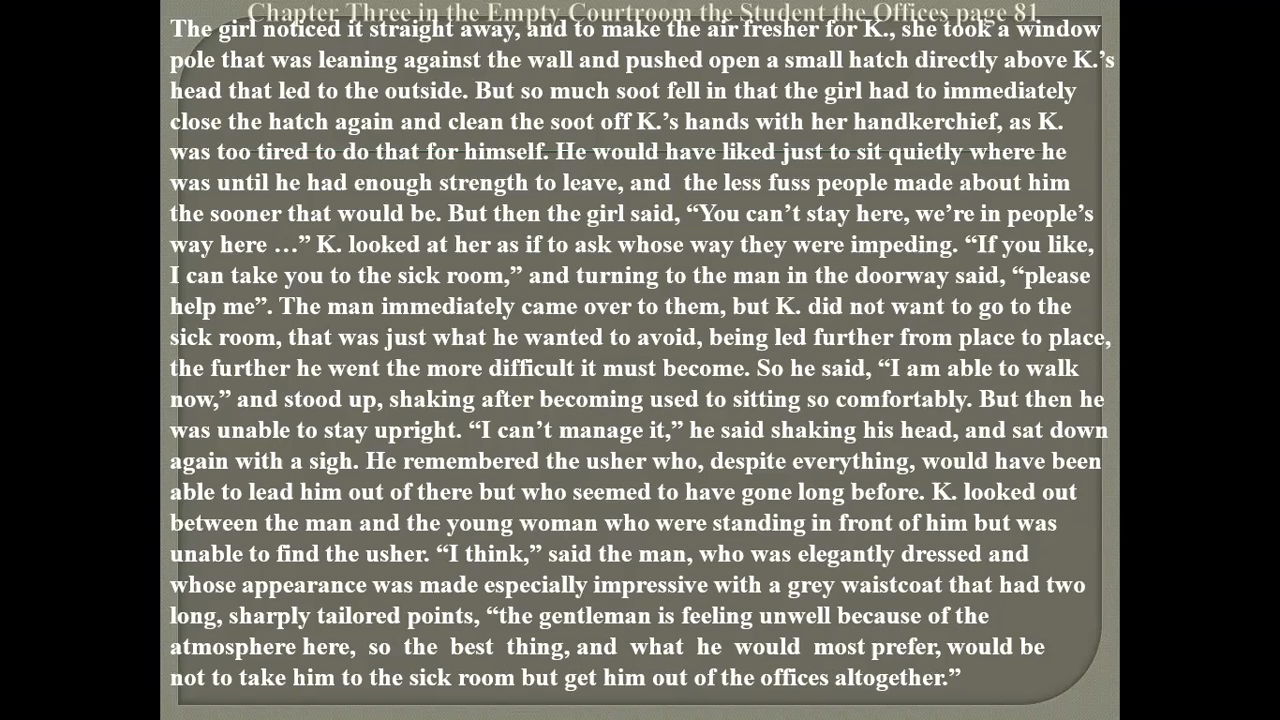 Chapter Three in the Empty Courtroom the Student the Offices page 81
The girl noticed it straight away, and to make the air fresher for K., she took a window
pole that was leaning against the wall and pushed open a small hatch directly above K.’s
head that led to the outside. But so much soot fell in that the girl had to immediately
close the hatch again and clean the soot off K.’s hands with her handkerchief, as K.
was too tired to do that for himself. He would have liked just to sit quietly where he
was until he had enough strength to leave, and the less fuss people made about him
the sooner that would be. But then the girl said, “You can’t stay here, we’re in people’s
way here …” K. looked at her as if to ask whose way they were impeding. “If you like,
I can take you to the sick room,” and turning to the man in the doorway said, “please
help me”. The man immediately came over to them, but K. did not want to go to the
sick room, that was just what he wanted to avoid, being led further from place to place,
the further he went the more difficult it must become. So he said, “I am able to walk
now,” and stood up, shaking after becoming used to sitting so comfortably. But then he
was unable to stay upright. “I can’t manage it,” he said shaking his head, and sat down
again with a sigh. He remembered the usher who, despite everything, would have been
able to lead him out of there but who seemed to have gone long before. K. looked out
between the man and the young woman who were standing in front of him but was
unable to find the usher. “I think,” said the man, who was elegantly dressed and
whose appearance was made especially impressive with a grey waistcoat that had two
long, sharply tailored points, “the gentleman is feeling unwell because of the
atmosphere here, so the best thing, and what he would most prefer, would be
not to take him to the sick room but get him out of the offices altogether.”